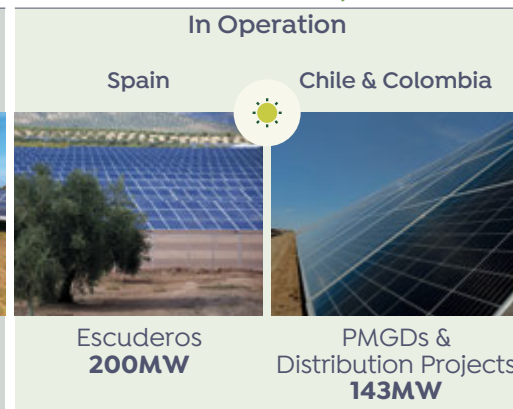 In Operation
Spain
Chile & Colombia
Escuderos
200MW
PMGDs &
Distribution Projects
143MW